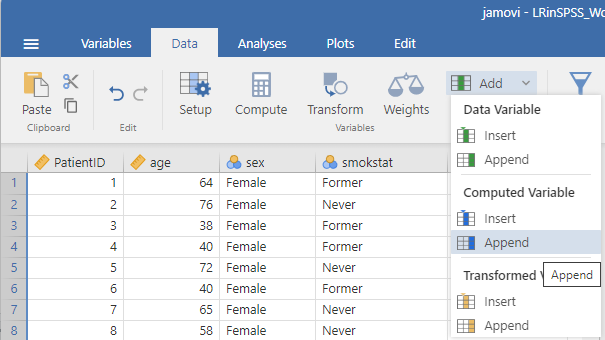 jamovi - LRinSPSS_Wo
Variables Data Analyses Plots Edit
Paste
Setup Compute Transform Weights
Add
Clipboard Edit Variables
Data Variable
Insert
Append
Computed Variable
Insert
Append
Transformed V
Append
Insert
Append
PatientID age sex smokstat
1 1 64 Female Former
2 2 76 Female Never
3 3 38 Female Former
4 4 40 Female Former
5 5 72 Female Never
6 6 40 Female Former
7 7 65 Female Never
8 8 58 Female Never